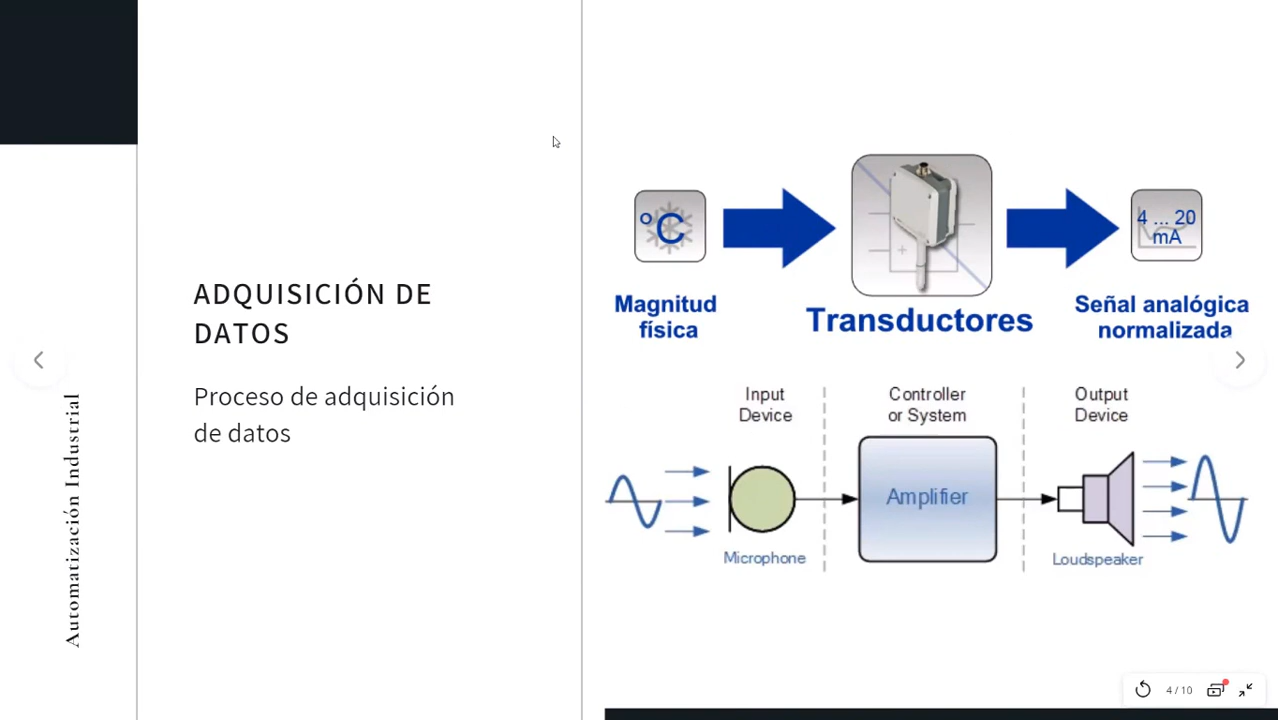 Automatización Industrial
ADQUISICIÓN DE
DATOS
Proceso de adquisición
de datos
°C
4 ... 20
mA
Magnitud
física
Transductores
Señal analógica
normalizada
Input
Device
Controller
or System
Output
Device
Amplifier
Microphone
Loudspeaker
4 / 10